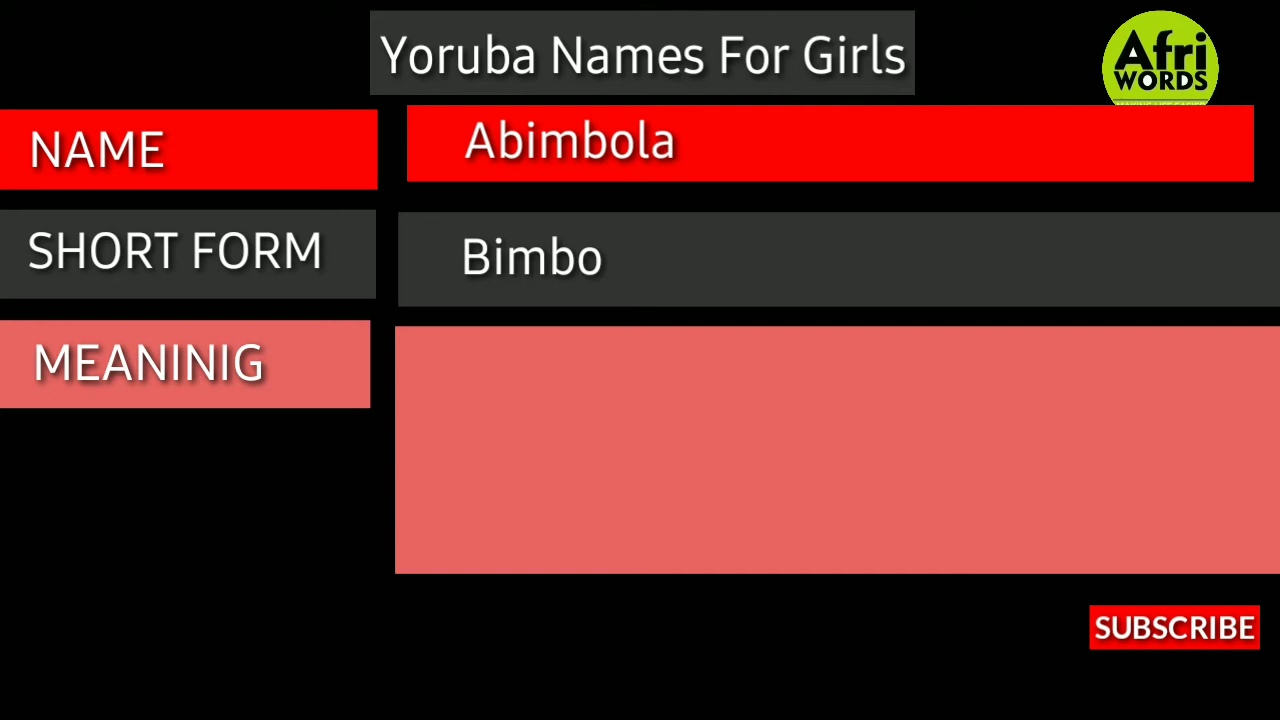 Yoruba Names For Girls
Afri
WORDS
NAME
Abimbola
SHORT FORM
Bimbo
MEANINIG
SUBSCRIBE